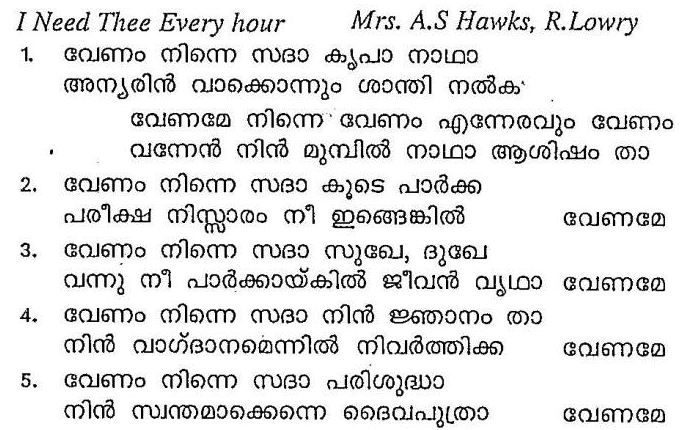 I Need Thee Every hour Mrs. A.S Hawks, R.Lowry
1. വേണം നിന്നെ സദാ കൃപാ നാഥാ
അന്യരിൻ വാക്കൊന്നും ശാന്തി നൽക
വേണമേ നിന്നെ വേണം എന്നേരവും വേണം
വന്നേൻ നിൻ മുമ്പിൽ നാഥാ ആശിഷം താ
2. വേണം നിന്നെ സദാ കൂടെ പാർക്ക
പരീക്ഷ നിസ്സാരം നീ ഇങ്ങെങ്കിൽ വേണമേ
3. വേണം നിന്നെ സദാ സുഖേ, ദുഖേ
വന്നു നീ പാർക്കായ്കിൽ ജീവൻ വൃഥാ വേണമേ
4. വേണം നിന്നെ സദാ നിൻ ജ്ഞാനം താ
നിൻ വാഗ്ദാനമെന്നിൽ നിവർത്തിക്ക വേണമേ
5. വേണം നിന്നെ സദാ പരിശുദ്ധാ
നിൻ സ്വന്തമാക്കെന്നെ ദൈവപുത്രാ വേണമേ